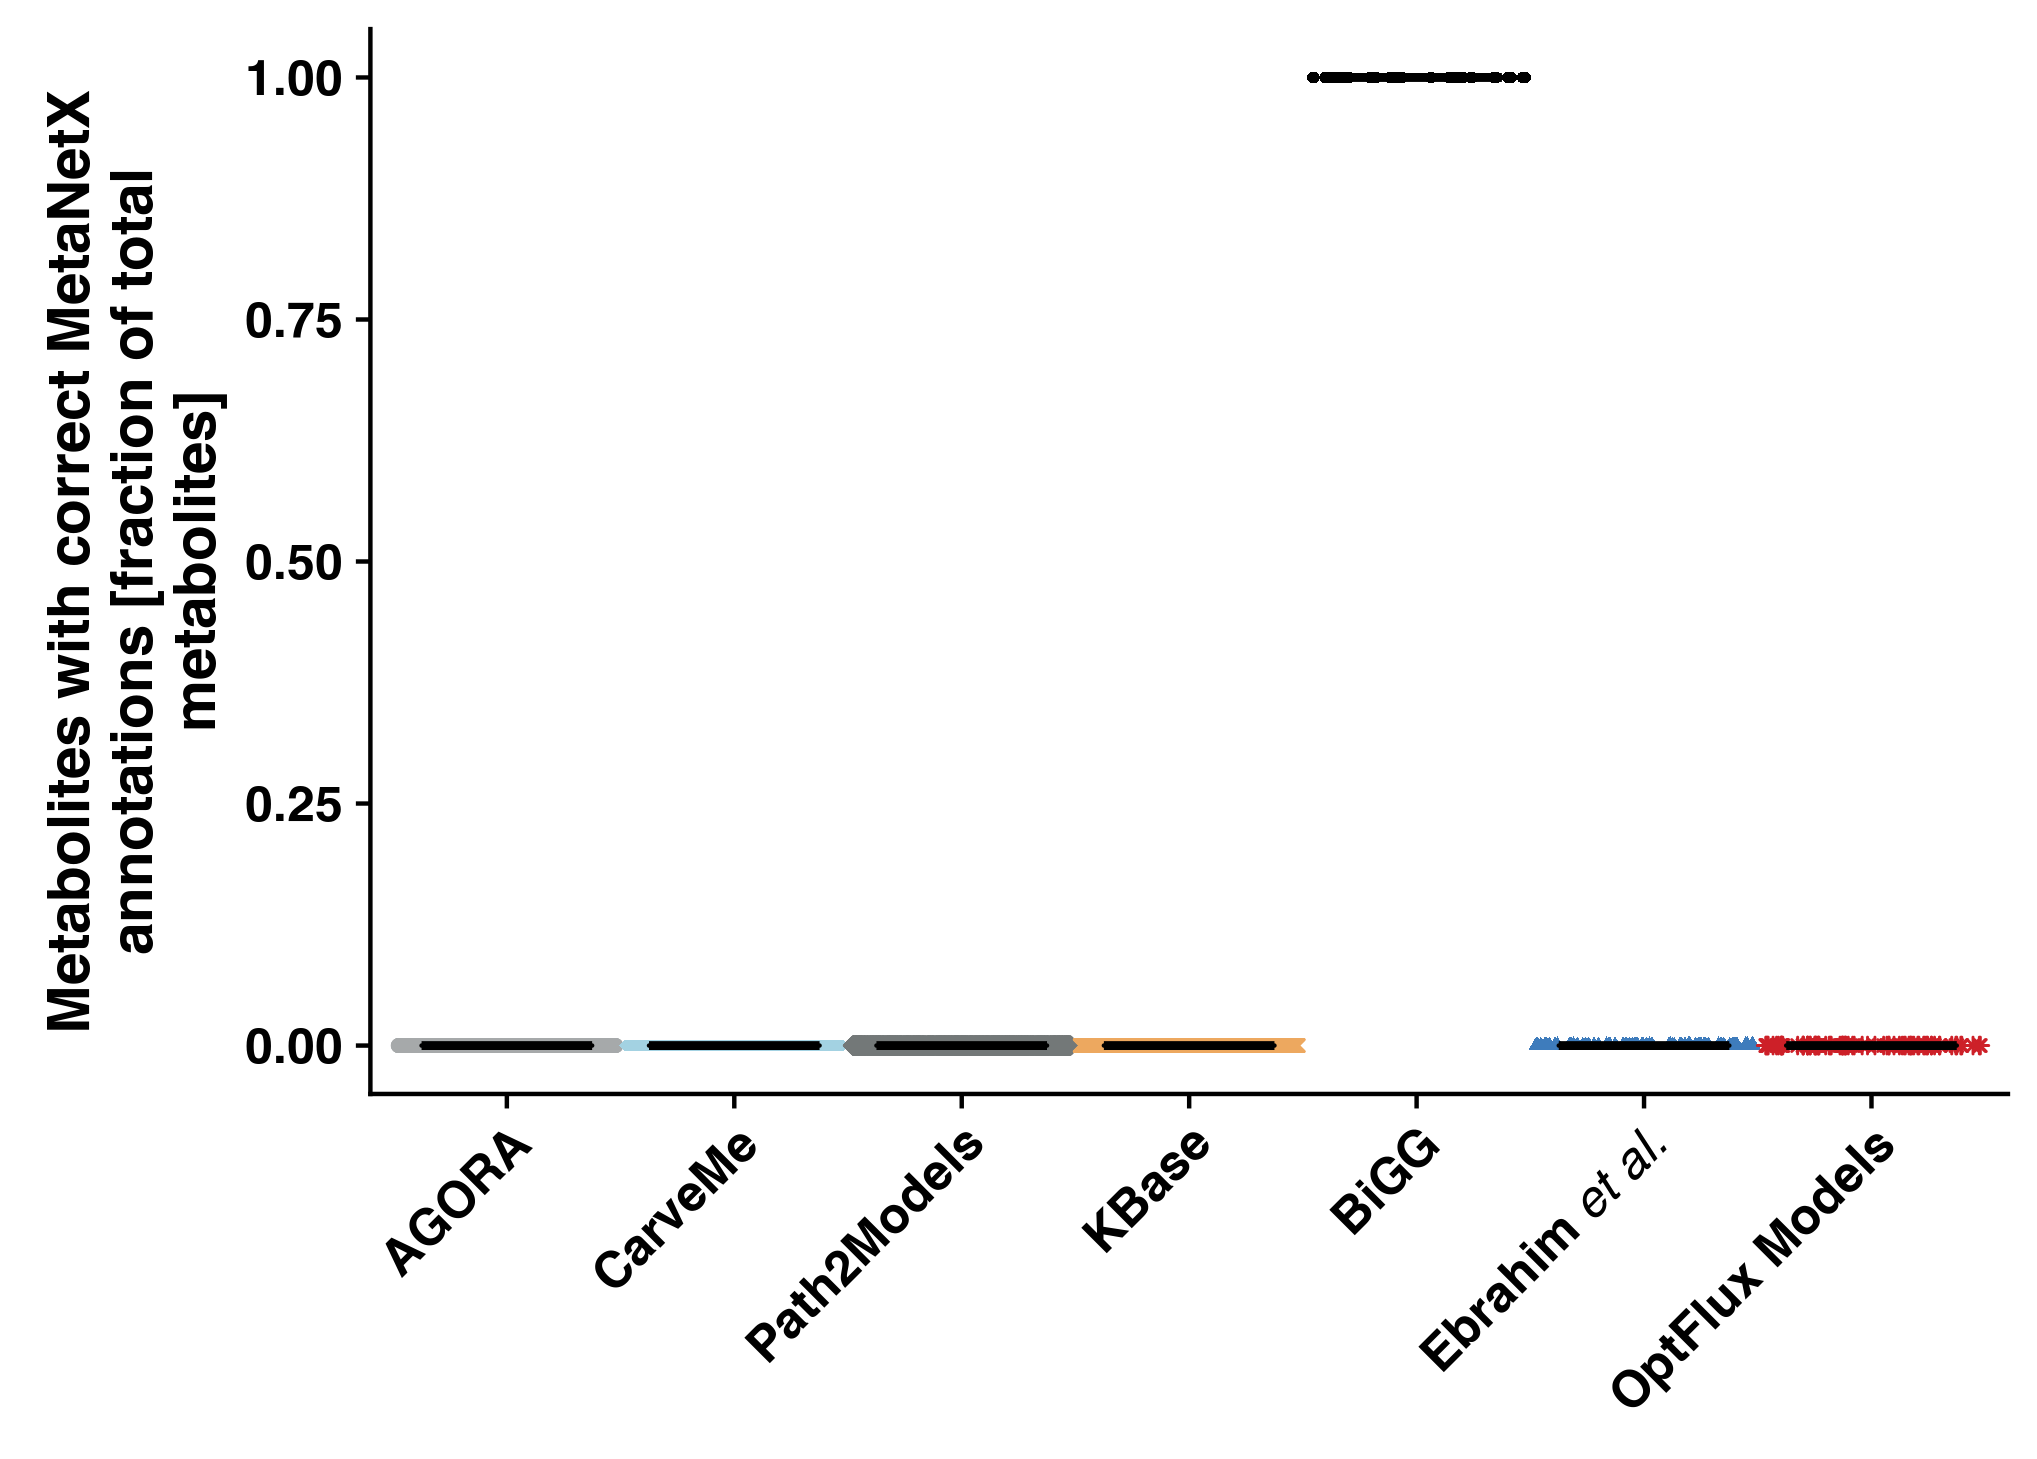 Metabolites with correct MetaNetX
annotations [fraction of total
metabolites]
1.00
0.75
0.50
0.25
0.00
AGORA
CarveMe
Path2Models
KBase
BiGG
Ebrahim et al.
OptFlux Models